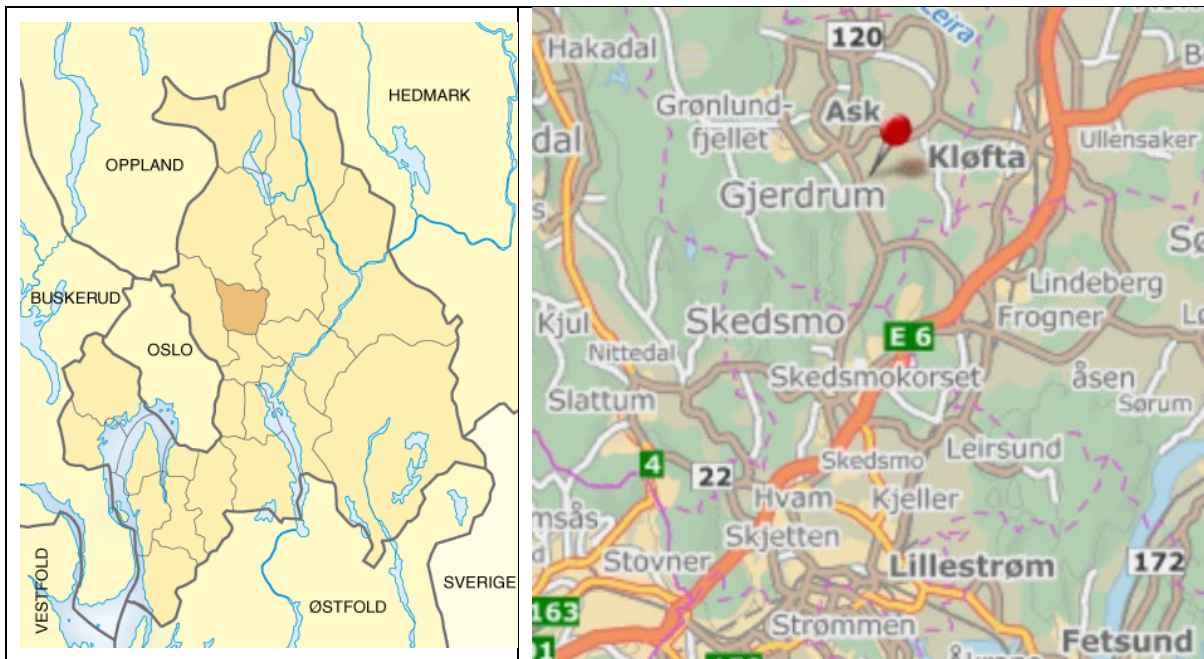 HEDMARK
OPPLAND
BUSKERUD
OSLO
VESTFOLD
ØSTFOLD
SVERIGE
Leira
Hakadal
120
Grønlund-
fjellet
Ask
dal
Ullensaker
Kløfta
Gjerdrum
Lindeberg
Kjul
Skedsmo
Frogner
E 6
Nittedal
Skedsmokorset
åsen
Slattum
Sørum
Leirsund
4
22
Skedsmo
Hvam
Kjeller
msås
Skjetten
Stovner
Lillestrøm
172
163
Strømmen
Fetsund